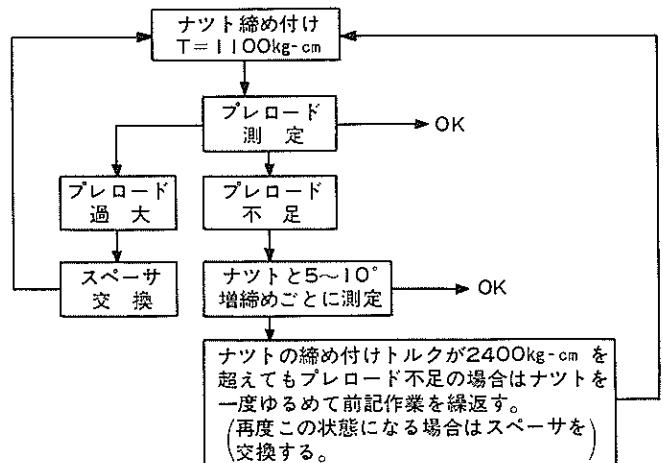 ナツト締め付け
T=1100kg-cm
プレロード
測 定
OK
プレロード
過 大
プレロード
不 足
スペーサ
交 換
ナツトと5〜10°
増締めごとに測定
OK
ナツトの締め付けトルクが2400kg-cm を
超えてもプレロード不足の場合はナツトを
一度ゆるめて前記作業を繰返す。
(再度この状態になる場合はスペーサを
交換する。)